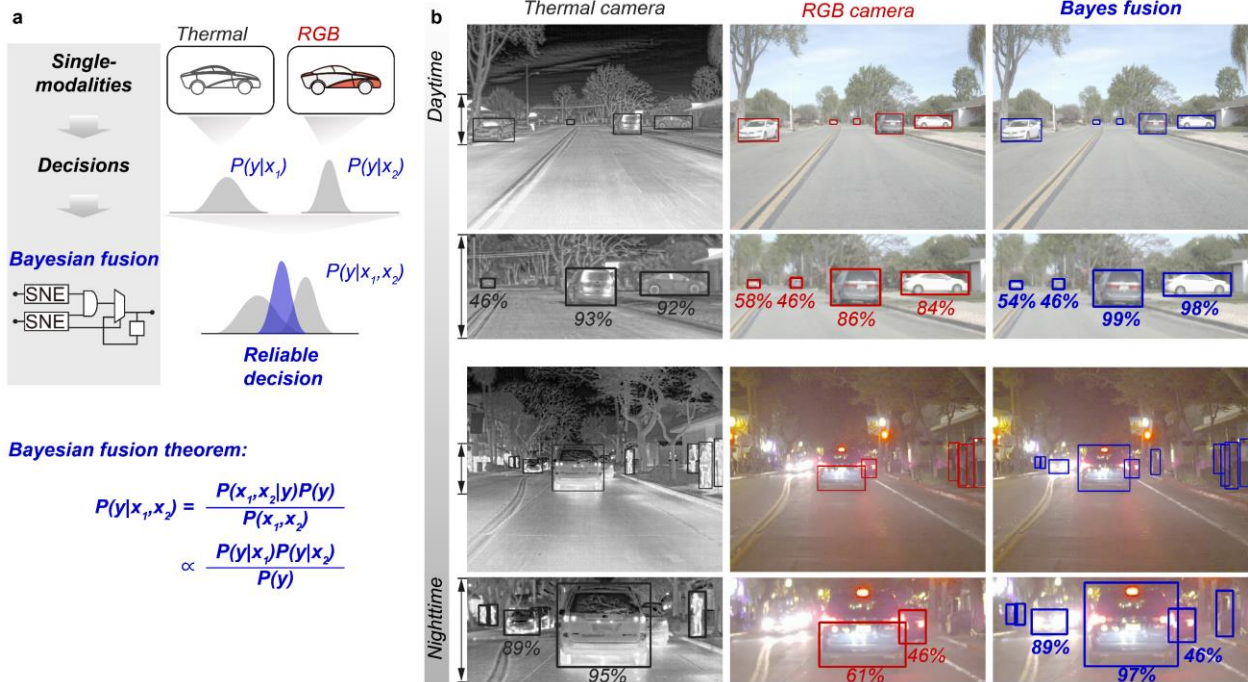 a
Thermal
RGB
Single-
modalities
Decisions
P(y|x₁)
P(y|x₂)
Bayesian fusion
SNE
SNE
P(y|x₁,x₂)
Reliable
decision
Bayesian fusion theorem:
P(y|x₁,x₂) = P(x₁,x₂|y)P(y) / P(x₁,x₂)
∝ P(y|x₁)P(y|x₂) / P(y)
b
Thermal camera
RGB camera
Bayes fusion
Daytime
46%
93%
92%
58%
46%
86%
84%
54%
46%
99%
98%
Nighttime
89%
95%
61%
46%
89%
97%
46%